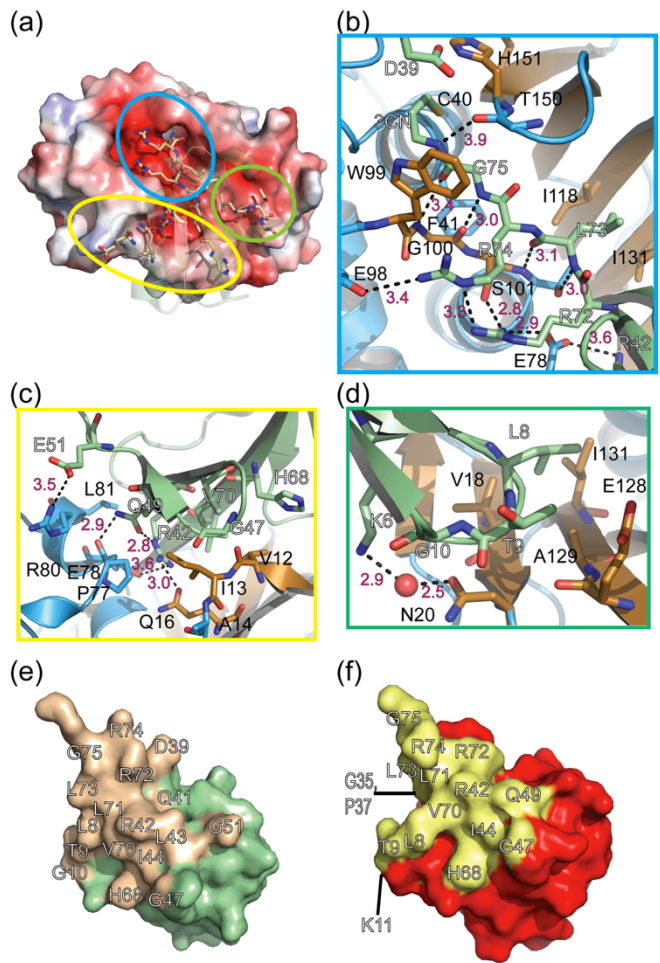 (a)
(b)
D39
H151
C40
T150
3CN
3.9
W99
G75
3.4
3.0
I118
F41
L73
G100
R74
3.1
I131
E98
S101
3.0
3.4
2.8
R72
3.3
2.9
3.6
E78
R42
(c)
(d)
E51
L8
3.5
L81
H68
I131
Q49
V70
V18
E128
2.9
R42
G47
K6
2.8
G10
T9
R80
E78
3.6
V12
A129
P77
3.0
I13
2.9
2.5
Q16
A14
N20
(e)
(f)
R74
G75
D39
R74
R72
G75
R72
L73
G35,
L73
Q41
L71
R42
Q49
P37
L71
L8
R42
L43
G51
V70
I44
T9
V70
I44
L8
G47
G10
T9
H68
G47
H68
K11